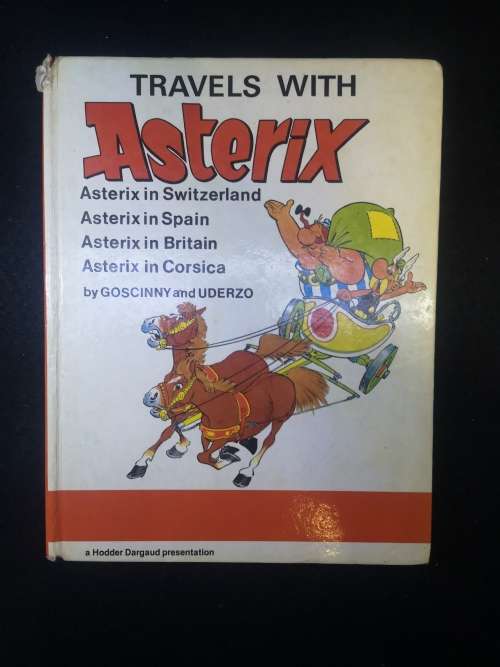 TRAVELS WITH
Asterix
Asterix in Switzerland
Asterix in Spain
Asterix in Britain
Asterix in Corsica
by GOSCINNY and UDERZO
a Hodder Dargaud presentation